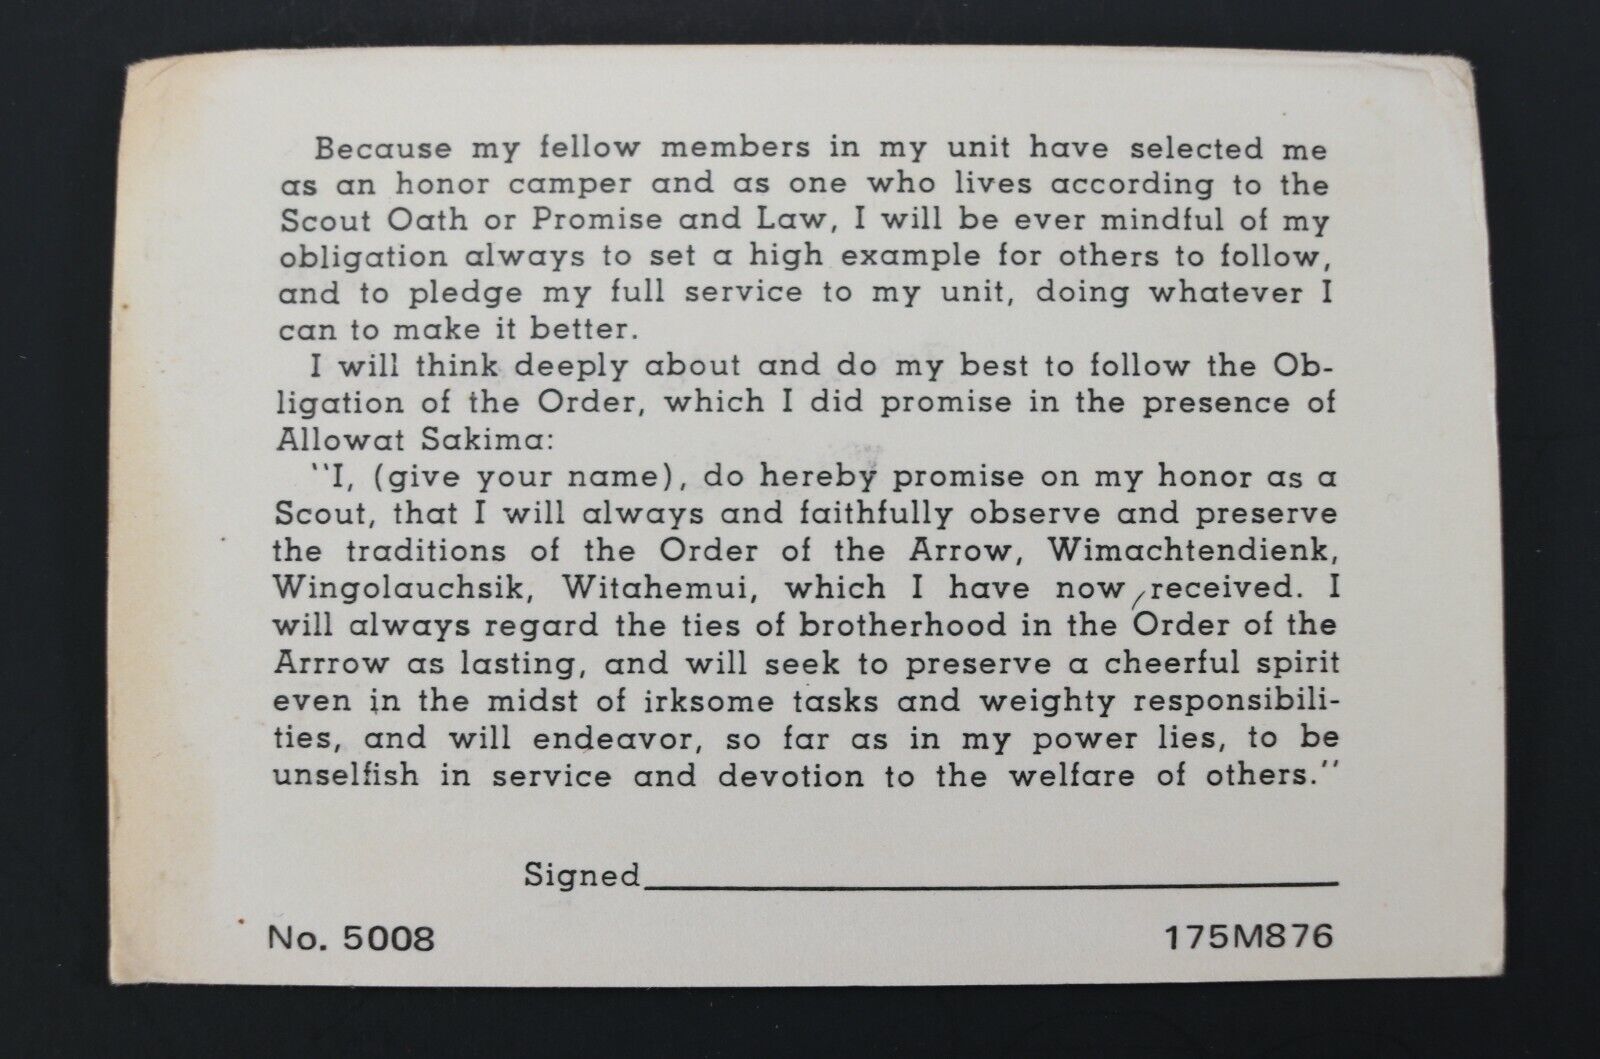 Because my fellow members in my unit have selected me
as an honor camper and as one who lives according to the
Scout Oath or Promise and Law, I will be ever mindful of my
obligation always to set a high example for others to follow,
and to pledge my full service to my unit, doing whatever I
can to make it better.
I will think deeply about and do my best to follow the Ob-
ligation of the Order, which I did promise in the presence of
Allowat Sakima:
"I, (give your name), do hereby promise on my honor as a
Scout, that I will always and faithfully observe and preserve
the traditions of the Order of the Arrow, Wimachtendienk,
Wingolauchsik, Witahemui, which I have now received. I
will always regard the ties of brotherhood in the Order of the
Arrrow as lasting, and will seek to preserve a cheerful spirit
even in the midst of irksome tasks and weighty responsibili-
ties, and will endeavor, so far as in my power lies, to be
unselfish in service and devotion to the welfare of others."
Signed
No. 5008 175M876